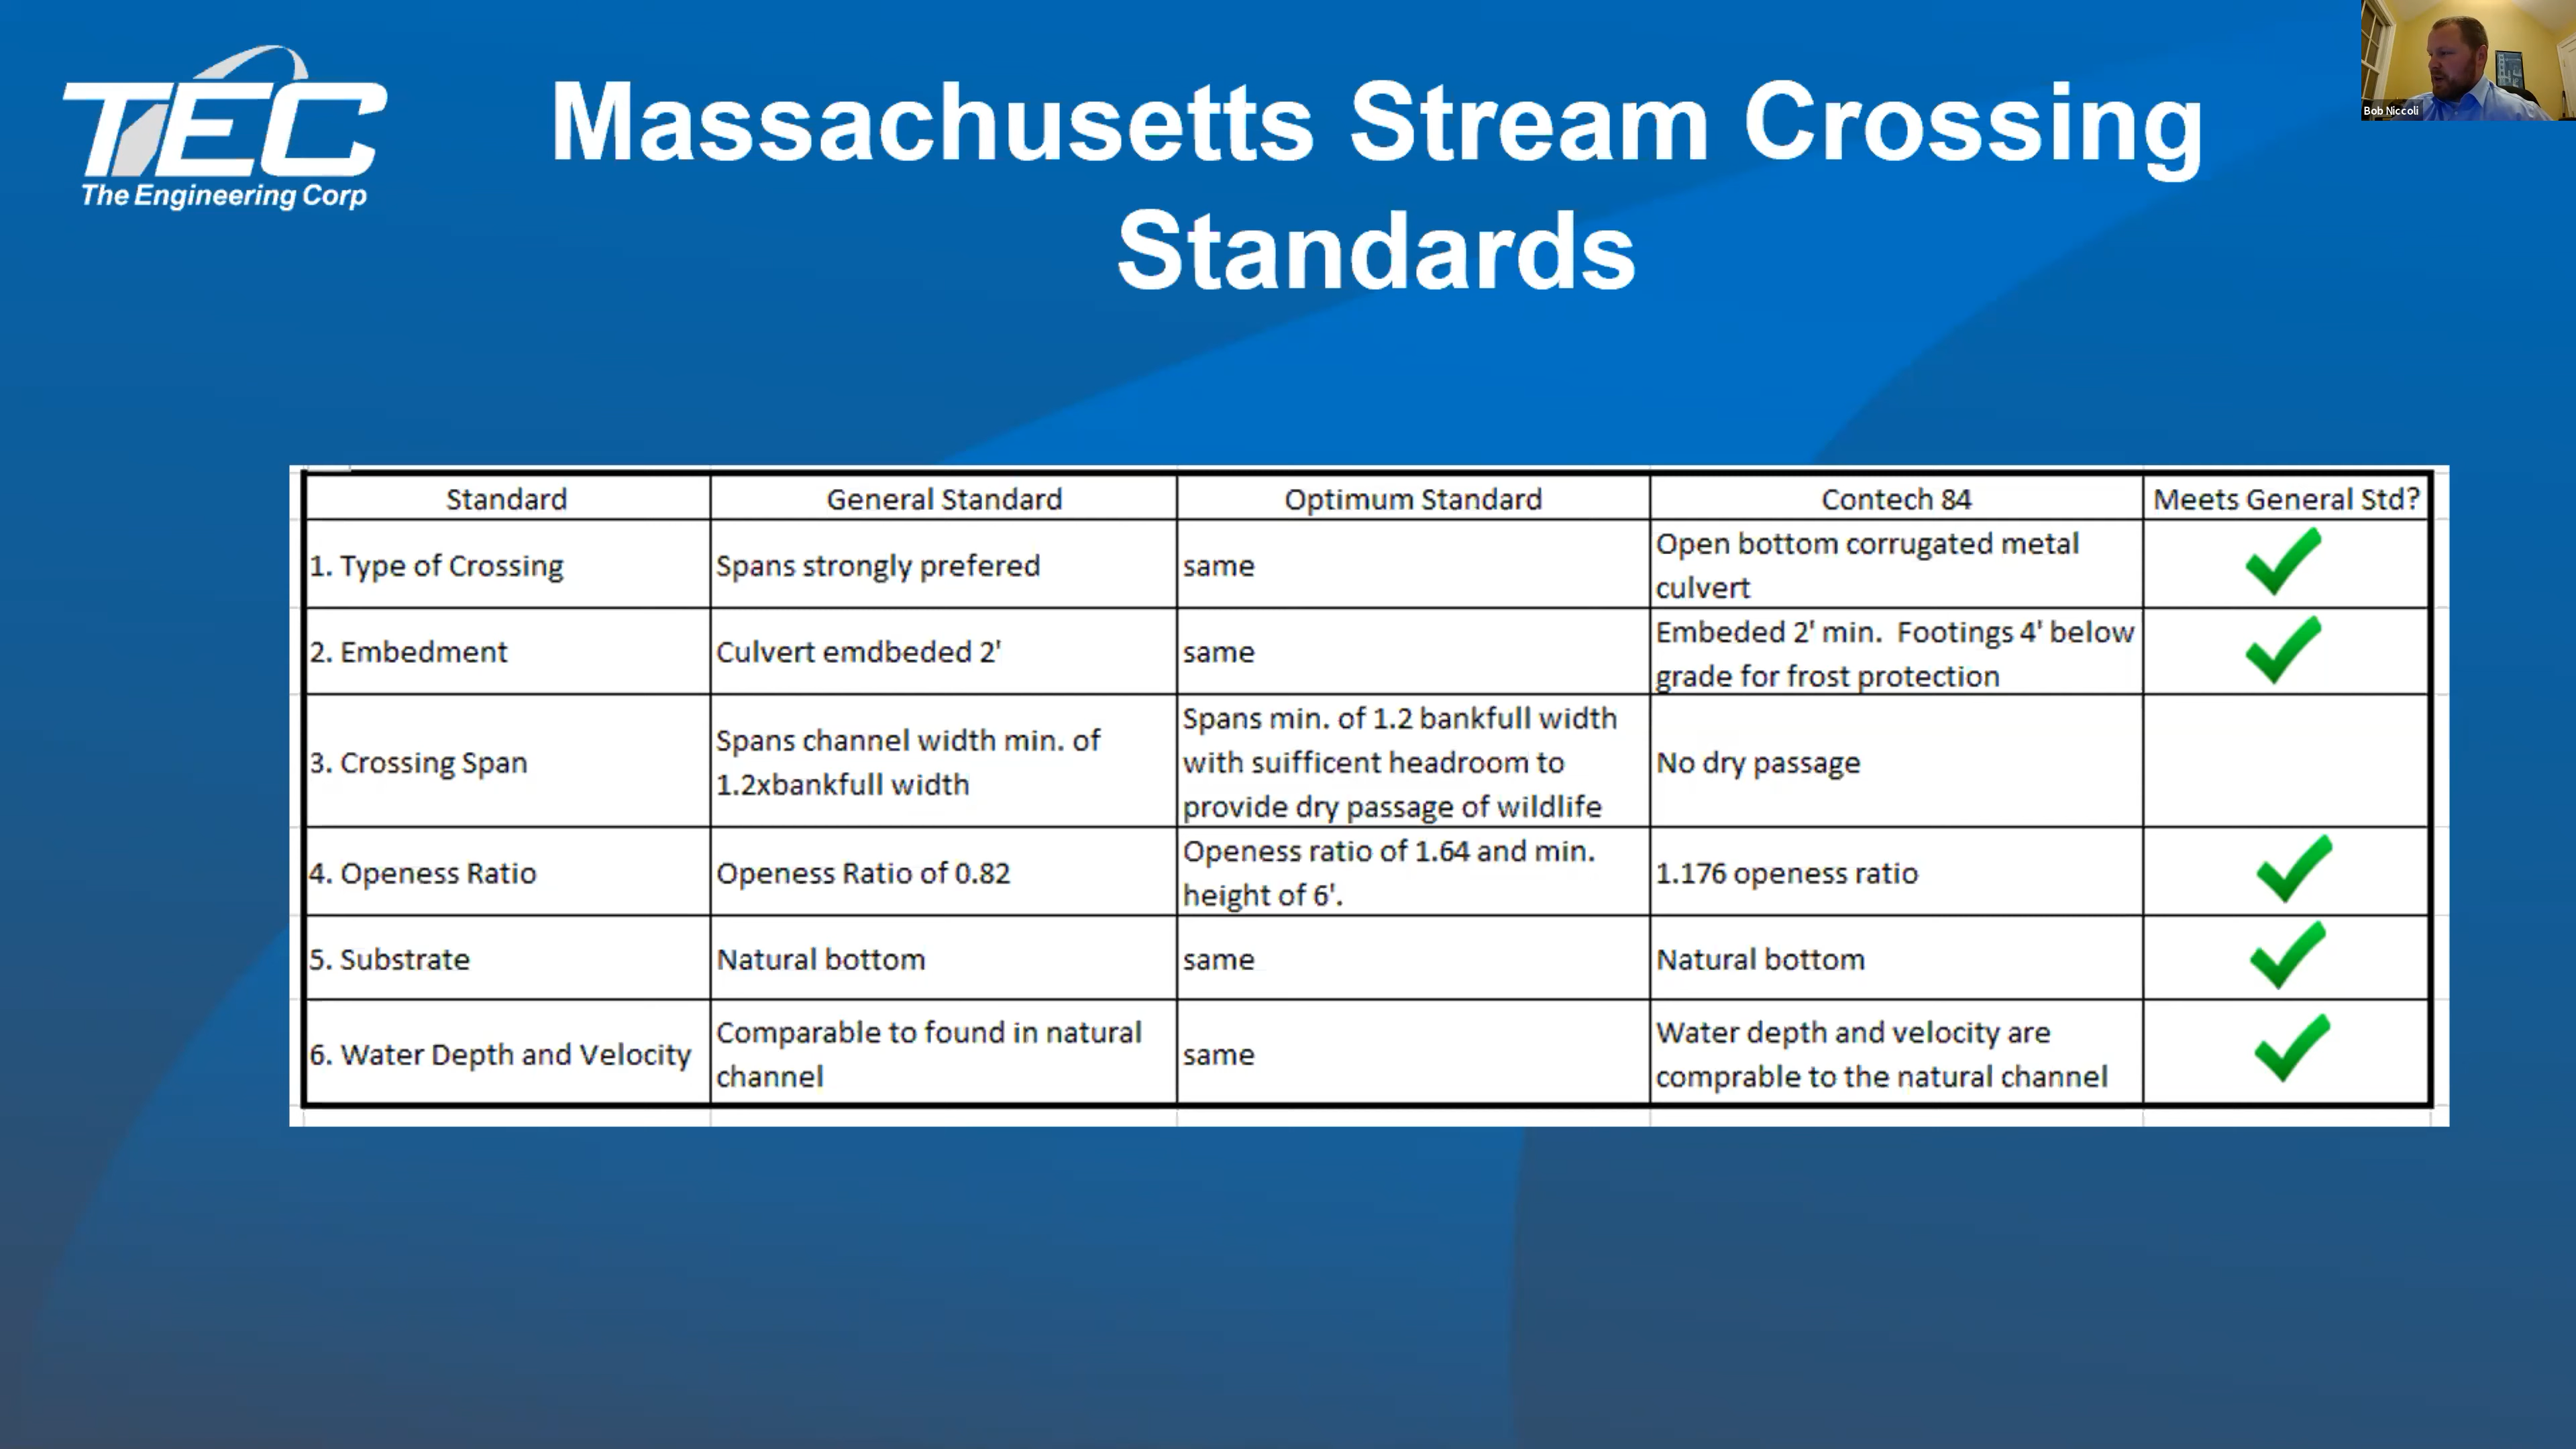 TEC
The Engineering Corp
Massachusetts Stream Crossing
Standards
Bob Niccoli
Standard
General Standard
Optimum Standard
Contech 84
Meets General Std?
1. Type of Crossing
Spans strongly prefered
same
Open bottom corrugated metal
culvert
2. Embedment
Culvert emdbeded 2'
same
Embeded 2' min. Footings 4' below
grade for frost protection
3. Crossing Span
Spans channel width min. of
1.2xbankfull width
Spans min. of 1.2 bankfull width
with suifficent headroom to
provide dry passage of wildlife
No dry passage
4. Openess Ratio
Openess Ratio of 0.82
Openess ratio of 1.64 and min.
height of 6'.
1.176 openess ratio
5. Substrate
Natural bottom
same
Natural bottom
6. Water Depth and Velocity
Comparable to found in natural
channel
same
Water depth and velocity are
comprable to the natural channel